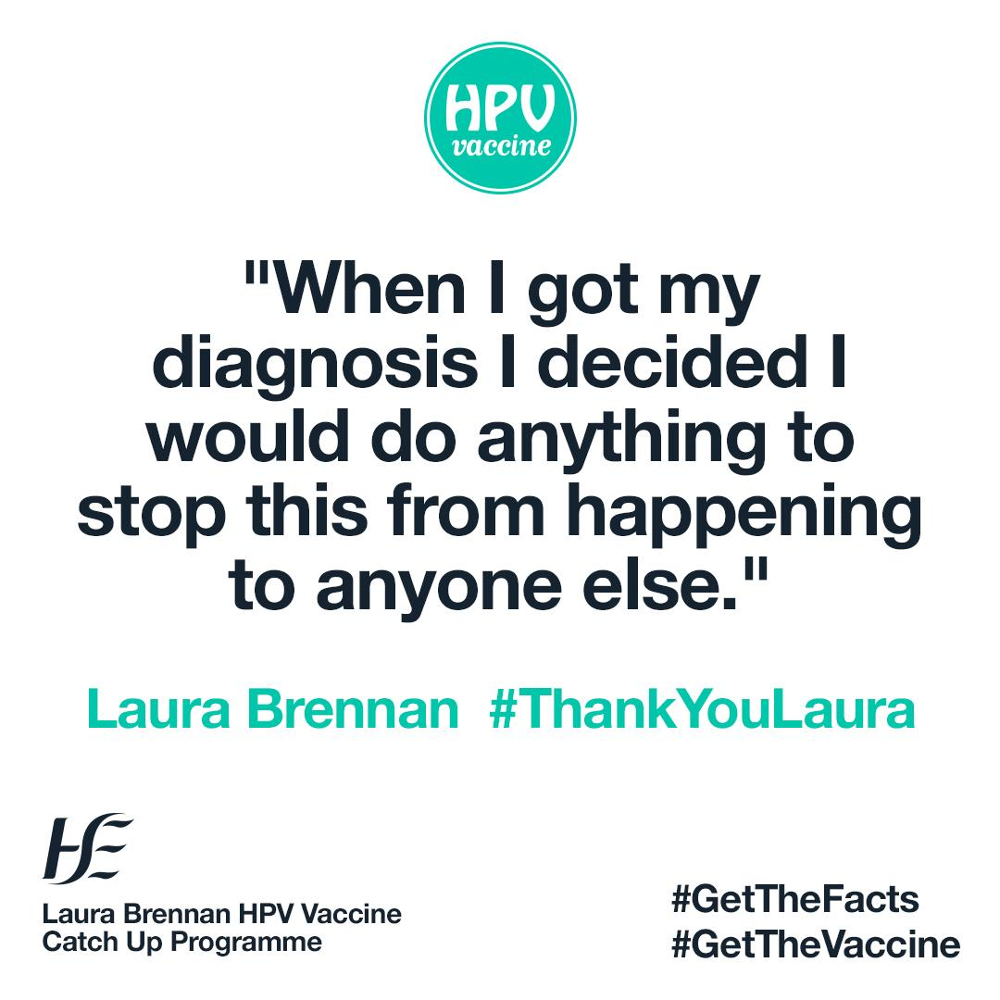 HPV
vaccine
"When I got my
diagnosis I decided I
would do anything to
stop this from happening
to anyone else."
Laura Brennan #ThankYouLaura
HSE
Laura Brennan HPV Vaccine
Catch Up Programme
#GetTheFacts
#GetTheVaccine